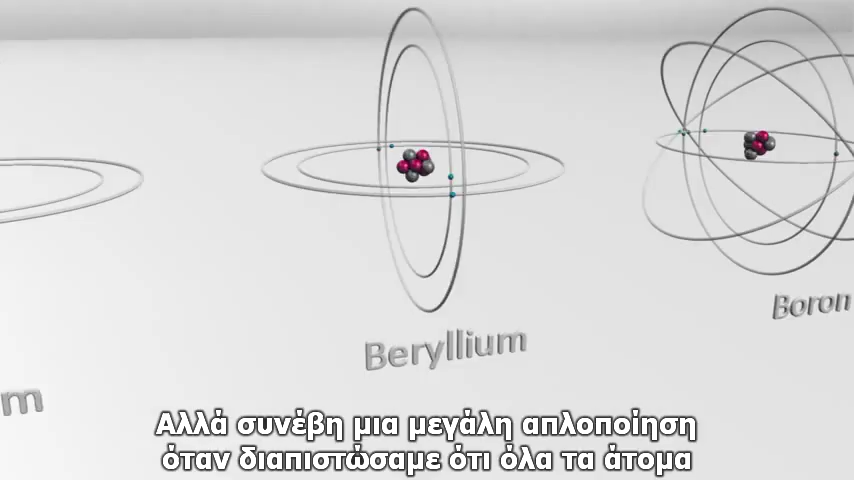 Beryllium
Boron
m
Αλλά συνέβη μια μεγάλη απλοποίηση
όταν διαπιστώσαμε ότι όλα τα άτομα